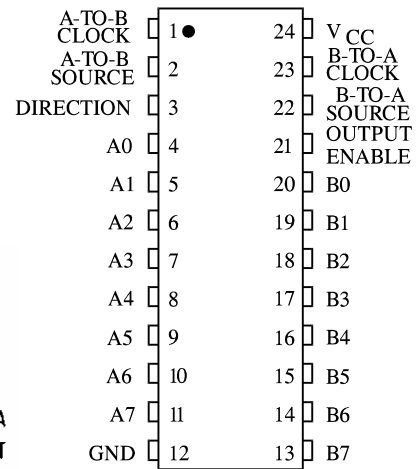 A-TO-B
CLOCK 1 24 VCC
A-TO-B
SOURCE 2 23 B-TO-A
CLOCK
DIRECTION 3 22 B-TO-A
SOURCE
A0 4 21 OUTPUT
ENABLE
A1 5 20 B0
A2 6 19 B1
A3 7 18 B2
A4 8 17 B3
A5 9 16 B4
A6 10 15 B5
A7 11 14 B6
GND 12 13 B7